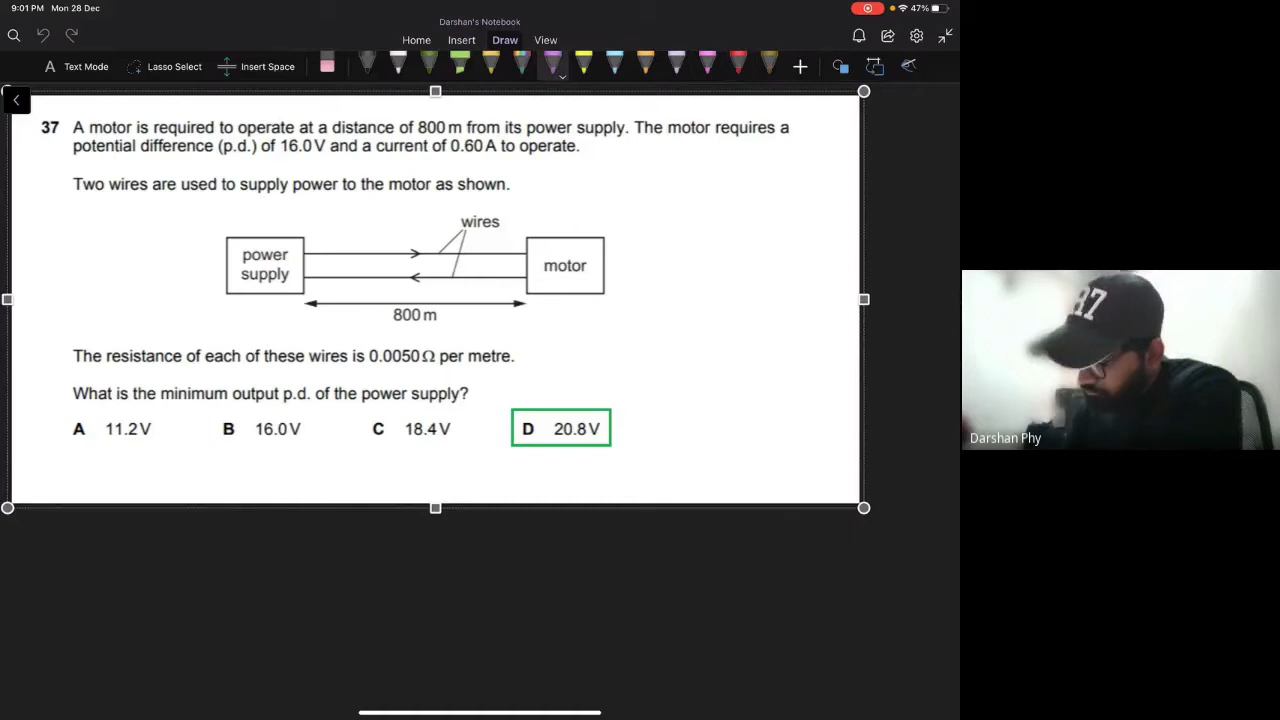 9:01 PM Mon 28 Dec
47%
Darshan's Notebook
Home Insert Draw View
Text Mode Lasso Select Insert Space
37 A motor is required to operate at a distance of 800 m from its power supply. The motor requires a
potential difference (p.d.) of 16.0 V and a current of 0.60 A to operate.
Two wires are used to supply power to the motor as shown.
wires
power
supply
motor
800 m
The resistance of each of these wires is 0.0050 Ω per metre.
What is the minimum output p.d. of the power supply?
A 11.2 V B 16.0 V C 18.4 V D 20.8 V
97
Darshan Phy